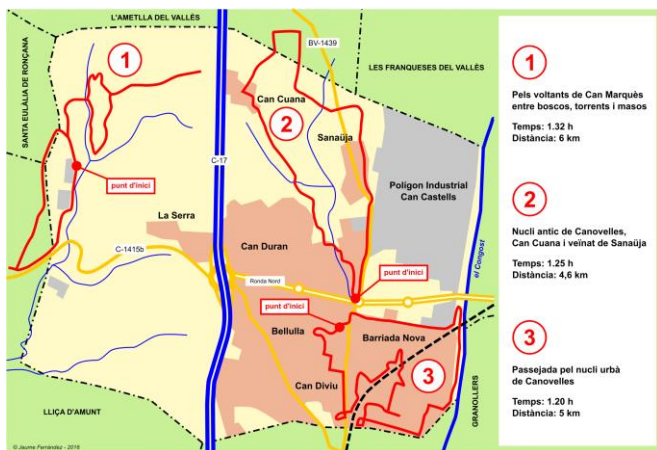 L'AMETLLA DEL VALLÈS
SANTA EULÀLIA DE RONÇANA
1
BV-1439
LES FRANQUESES DEL VALLÈS
Can Cuana
2
Sanaüja
C-17
punt d'inici
Polígon Industrial
Can Castells
La Serra
Can Duran
C-1415b
Ronda Nord
punt d'inici
el Congost
punt d'inici
Bellulla
Barriada Nova
Can Diviu
3
LLIÇA D'AMUNT
GRANOLLERS
© Jaume Ferrández - 2016
1
Pels voltants de Can Marquès
entre boscos, torrents i masos
Temps: 1.32 h
Distància: 6 km
2
Nucli antic de Canovelles,
Can Cuana i veïnat de Sanaüja
Temps: 1.25 h
Distància: 4,6 km
3
Passejada pel nucli urbà
de Canovelles
Temps: 1.20 h
Distància: 5 km